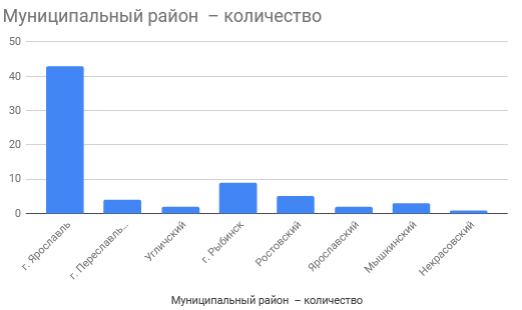 Муниципальный район – количество
50
40
30
20
10
0
г. Ярославль
г. Переславль...
Угличский
г. Рыбинск
Ростовский
Ярославский
Мышкинский
Некрасовский
Муниципальный район – количество